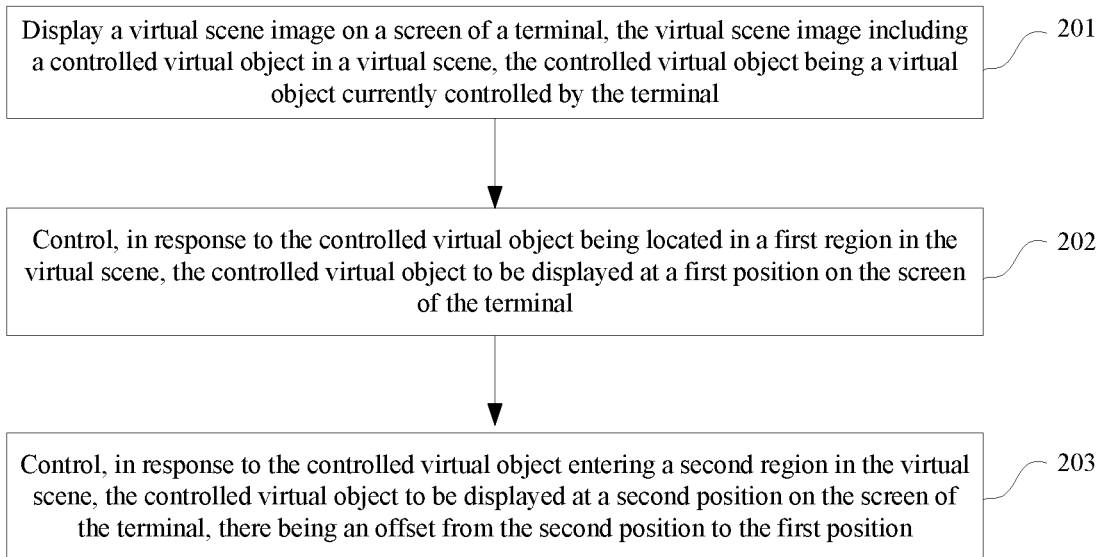 Display a virtual scene image on a screen of a terminal, the virtual scene image including
a controlled virtual object in a virtual scene, the controlled virtual object being a virtual
object currently controlled by the terminal
201
Control, in response to the controlled virtual object being located in a first region in the
virtual scene, the controlled virtual object to be displayed at a first position on the screen
of the terminal
202
Control, in response to the controlled virtual object entering a second region in the virtual
scene, the controlled virtual object to be displayed at a second position on the screen of
the terminal, there being an offset from the second position to the first position
203